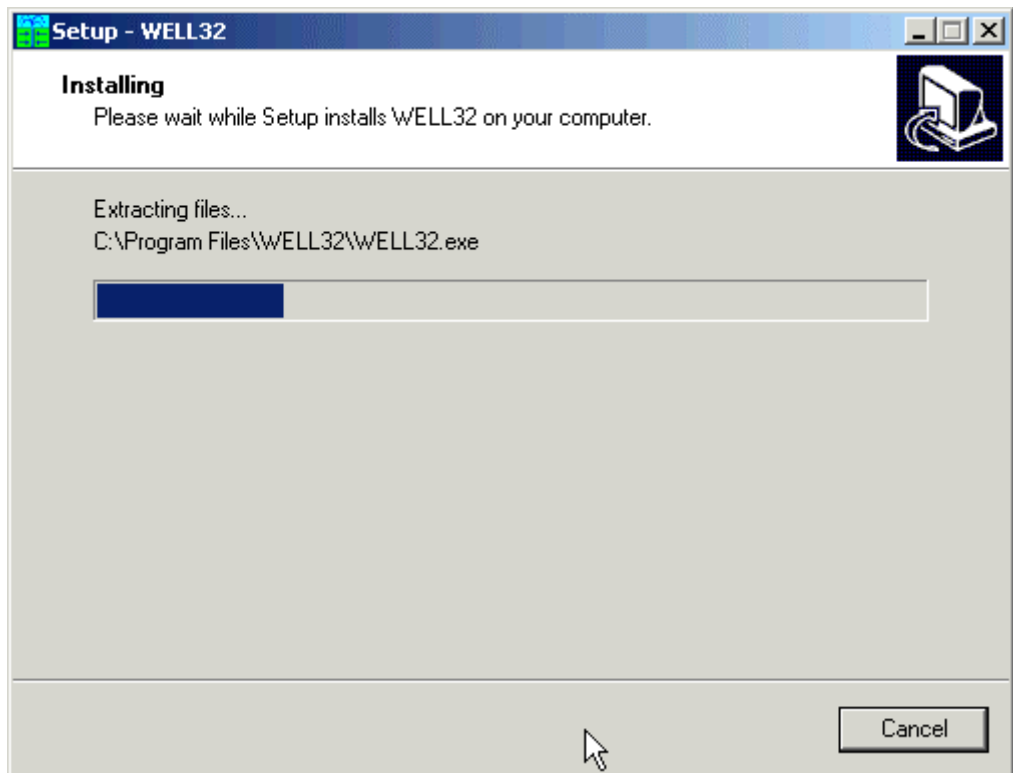 Setup - WELL32
Installing
Please wait while Setup installs WELL32 on your computer.
Extracting files...
C:\Program Files\WELL32\WELL32.exe
Cancel